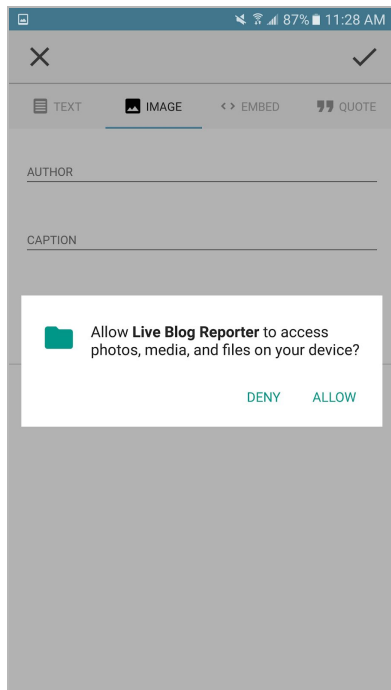 87% 11:28 AM
TEXT IMAGE EMBED QUOTE
AUTHOR
CAPTION
Allow Live Blog Reporter to access
photos, media, and files on your device?
DENY ALLOW